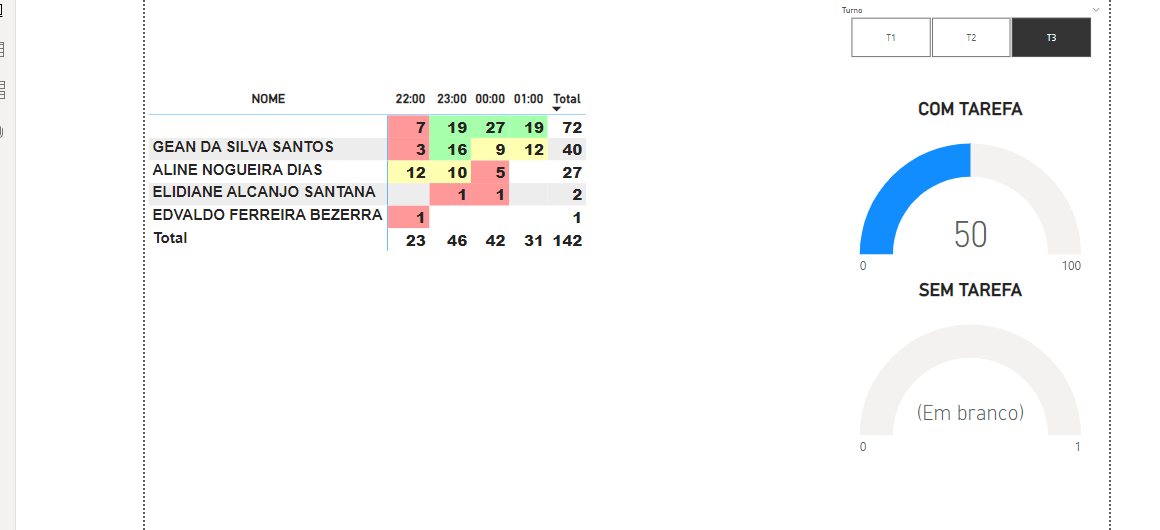 Turno
T1 T2 T3
NOME 22:00 23:00 00:00 01:00 Total
7 19 27 19 72
GEAN DA SILVA SANTOS 3 16 9 12 40
ALINE NOGUEIRA DIAS 12 10 5 27
ELIDIANE ALCANJO SANTANA 1 1 2
EDVALDO FERREIRA BEZERRA 1 1
Total 23 46 42 31 142
COM TAREFA
50
0 100
SEM TAREFA
(Em branco)
0 1